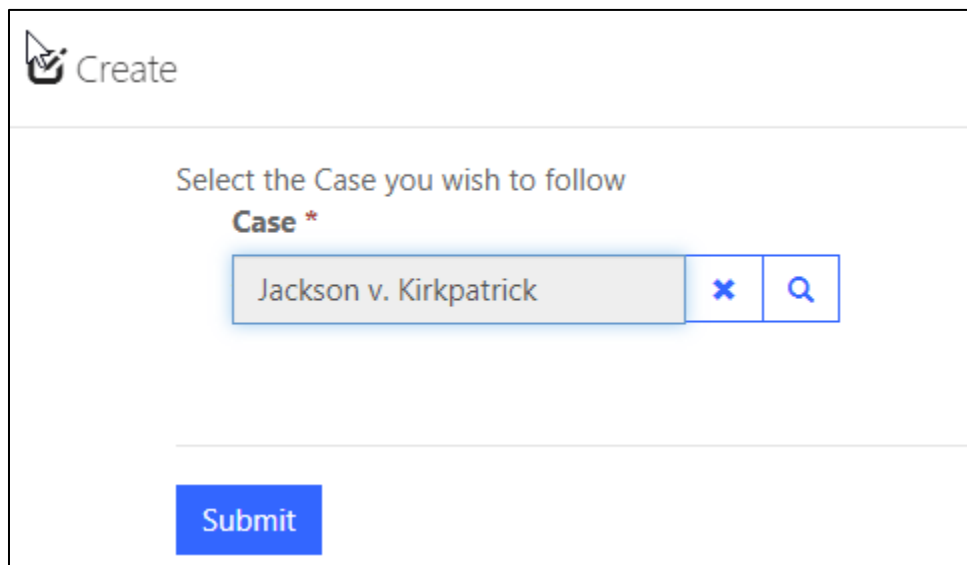 Create
Select the Case you wish to follow
Case *
Jackson v. Kirkpatrick
Submit